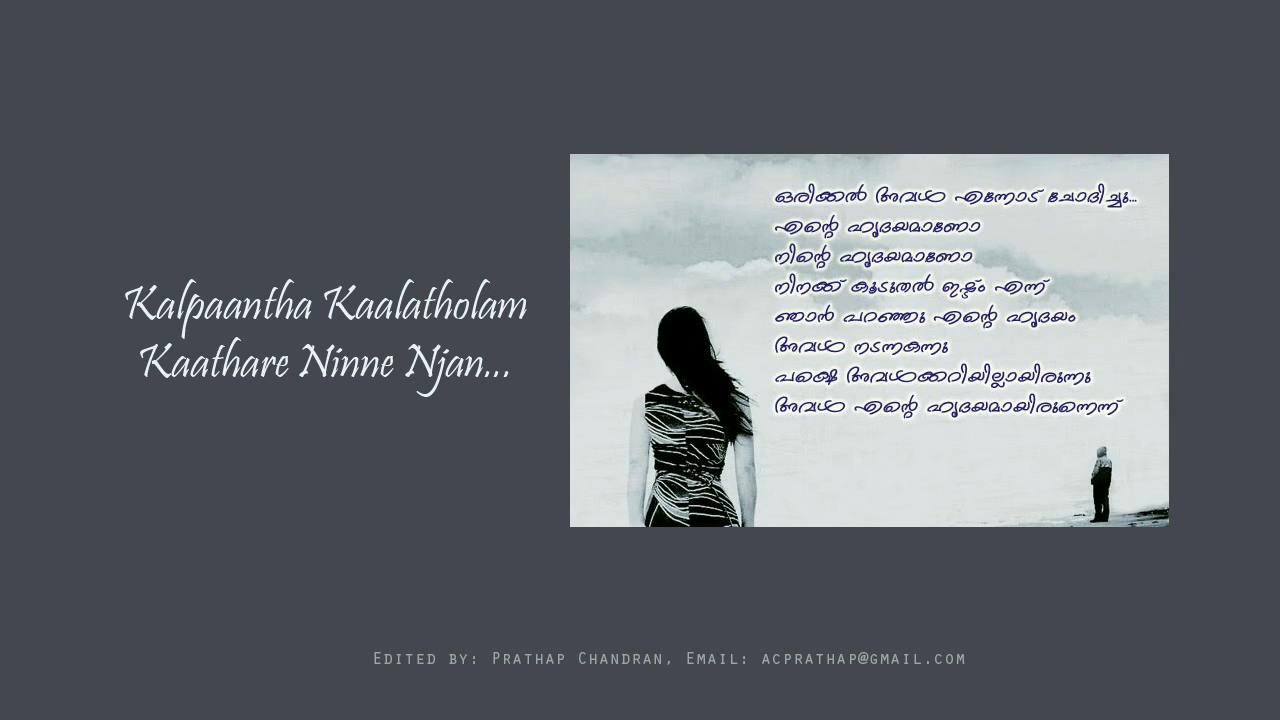 Kalpaantha Kaalatholam
Kaathare Ninne Njan...
ഒരിക്കൽ അവൾ എന്നോട് ചോദിച്ചു...
എന്റെ ഹൃദയമാണോ
നിന്റെ ഹൃദയമാണോ
നിനക്ക് കൂടുതൽ ഇഷ്ടം എന്ന്
ഞാൻ പറഞ്ഞു എന്റെ ഹൃദയം
അവൾ നടന്നകന്നു
പക്ഷെ അവൾക്കറിയില്ലായിരുന്നു
അവൾ എന്റെ ഹൃദയമായിരുന്നെന്ന്
Edited by: Prathap Chandran, Email: acprathap@gmail.com